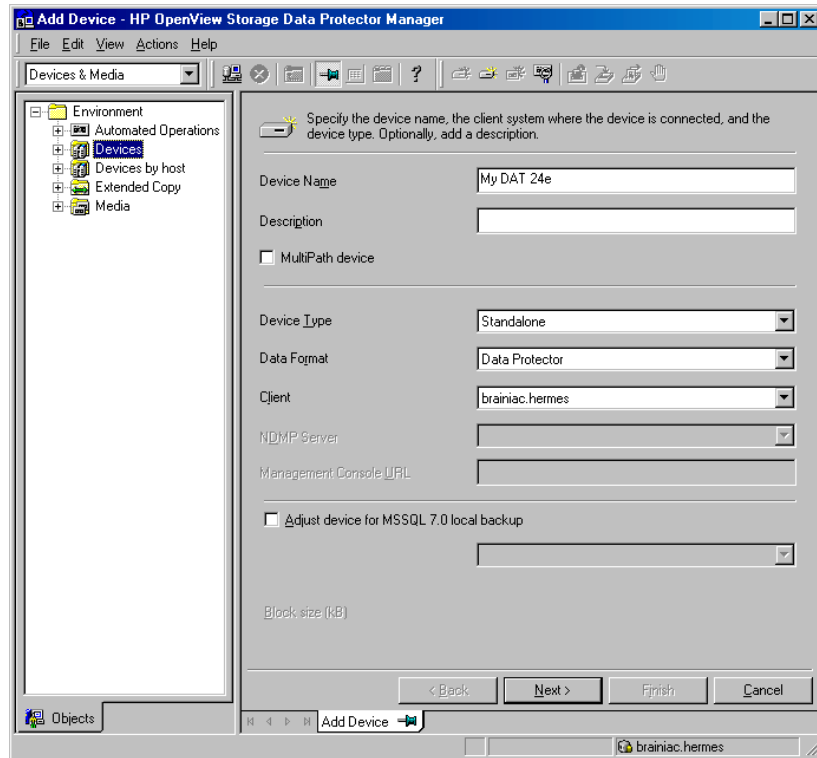 Add Device - HP OpenView Storage Data Protector Manager
File Edit View Actions Help
Devices & Media
Environment
Automated Operations
Devices
Devices by host
Extended Copy
Media
Objects
Specify the device name, the client system where the device is connected, and the
device type. Optionally, add a description.
Device Name
My DAT 24e
Description
MultiPath device
Device Type
Standalone
Data Format
Data Protector
Client
brainiac.hermes
NDMP Server
Management Console URL
Adjust device for MSSQL 7.0 local backup
Block size (kB)
< Back
Next >
Finish
Cancel
Add Device
brainiac.hermes